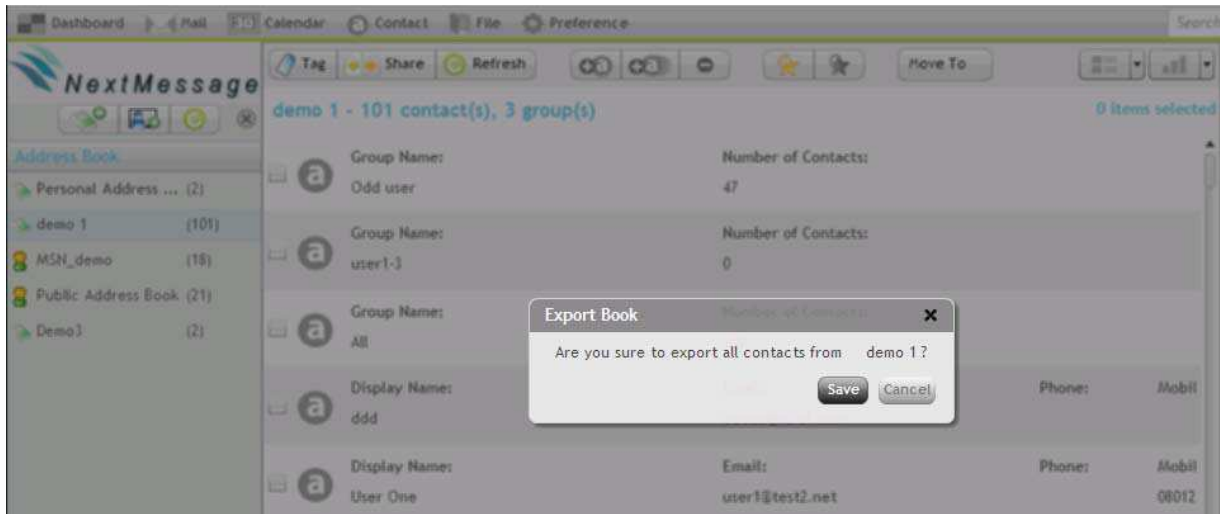 Dashboard Mail Calendar Contact File Preference
NextMessage
Tag Share Refresh Move To
demo 1 - 101 contact(s), 3 group(s) 0 items selected
Address Book
Personal Address ... (2)
demo 1 (101)
MSN_demo (18)
Public Address Book (21)
Demo3 (2)
Group Name: Number of Contacts:
Odd user 47
Group Name: Number of Contacts:
user1-3 0
Group Name: Number of Contacts:
All
Export Book
Are you sure to export all contacts from demo 1 ?
Save Cancel
Display Name: Phone: Mobil
ddd
Display Name: Email: Phone: Mobil
User One user1@test2.net 08012